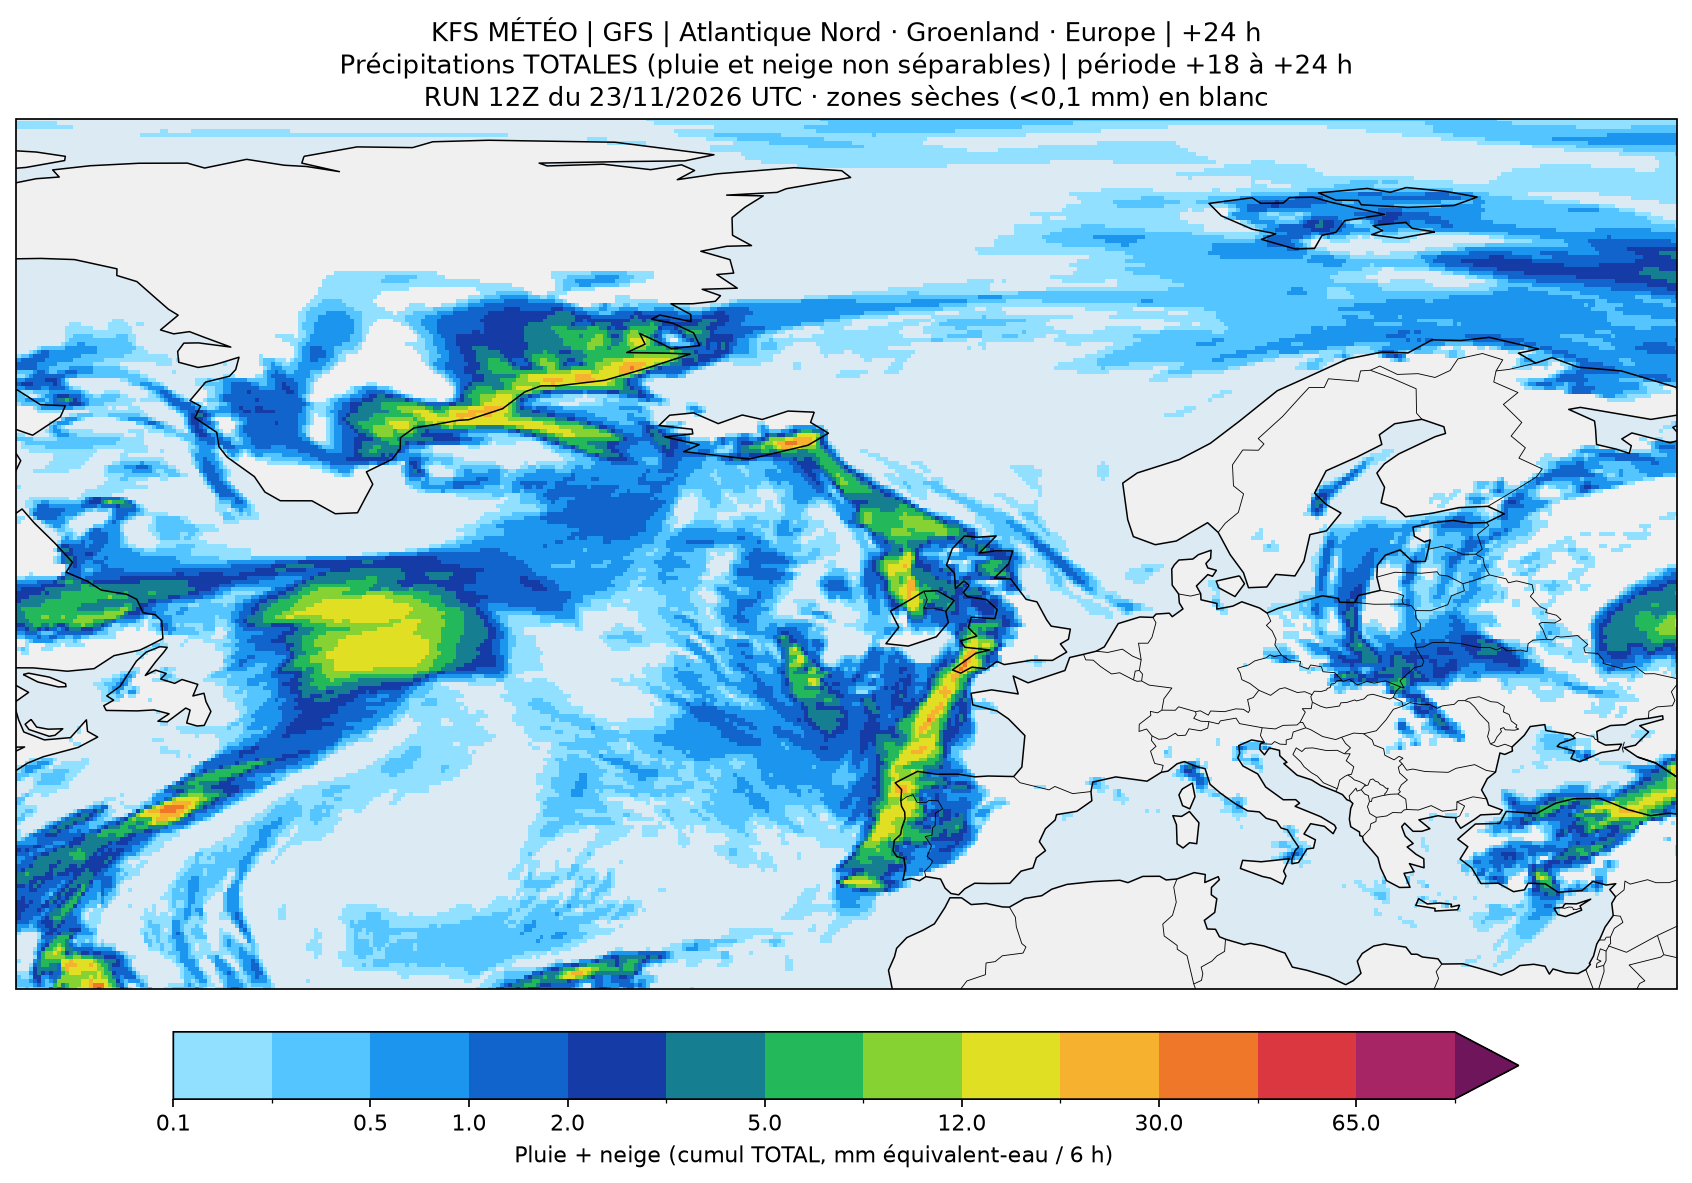 KFS MÉTÉO | GFS | Atlantique Nord · Groenland · Europe | +24 h
Précipitations TOTALES (pluie et neige non séparables) | période +18 à +24 h
RUN 12Z du 23/11/2026 UTC · zones sèches (<0,1 mm) en blanc
0.1 0.5 1.0 2.0 5.0 12.0 30.0 65.0
Pluie + neige (cumul TOTAL, mm équivalent-eau / 6 h)